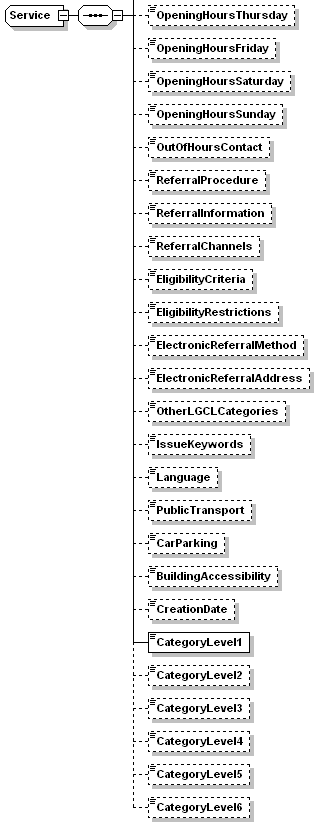 Service
OpeningHoursThursday
OpeningHoursFriday
OpeningHoursSaturday
OpeningHoursSunday
OutOfHoursContact
ReferralProcedure
ReferralInformation
ReferralChannels
EligibilityCriteria
EligibilityRestrictions
ElectronicReferralMethod
ElectronicReferralAddress
OtherLGCLCategories
IssueKeywords
Language
PublicTransport
CarParking
BuildingAccessibility
CreationDate
CategoryLevel1
CategoryLevel2
CategoryLevel3
CategoryLevel4
CategoryLevel5
CategoryLevel6